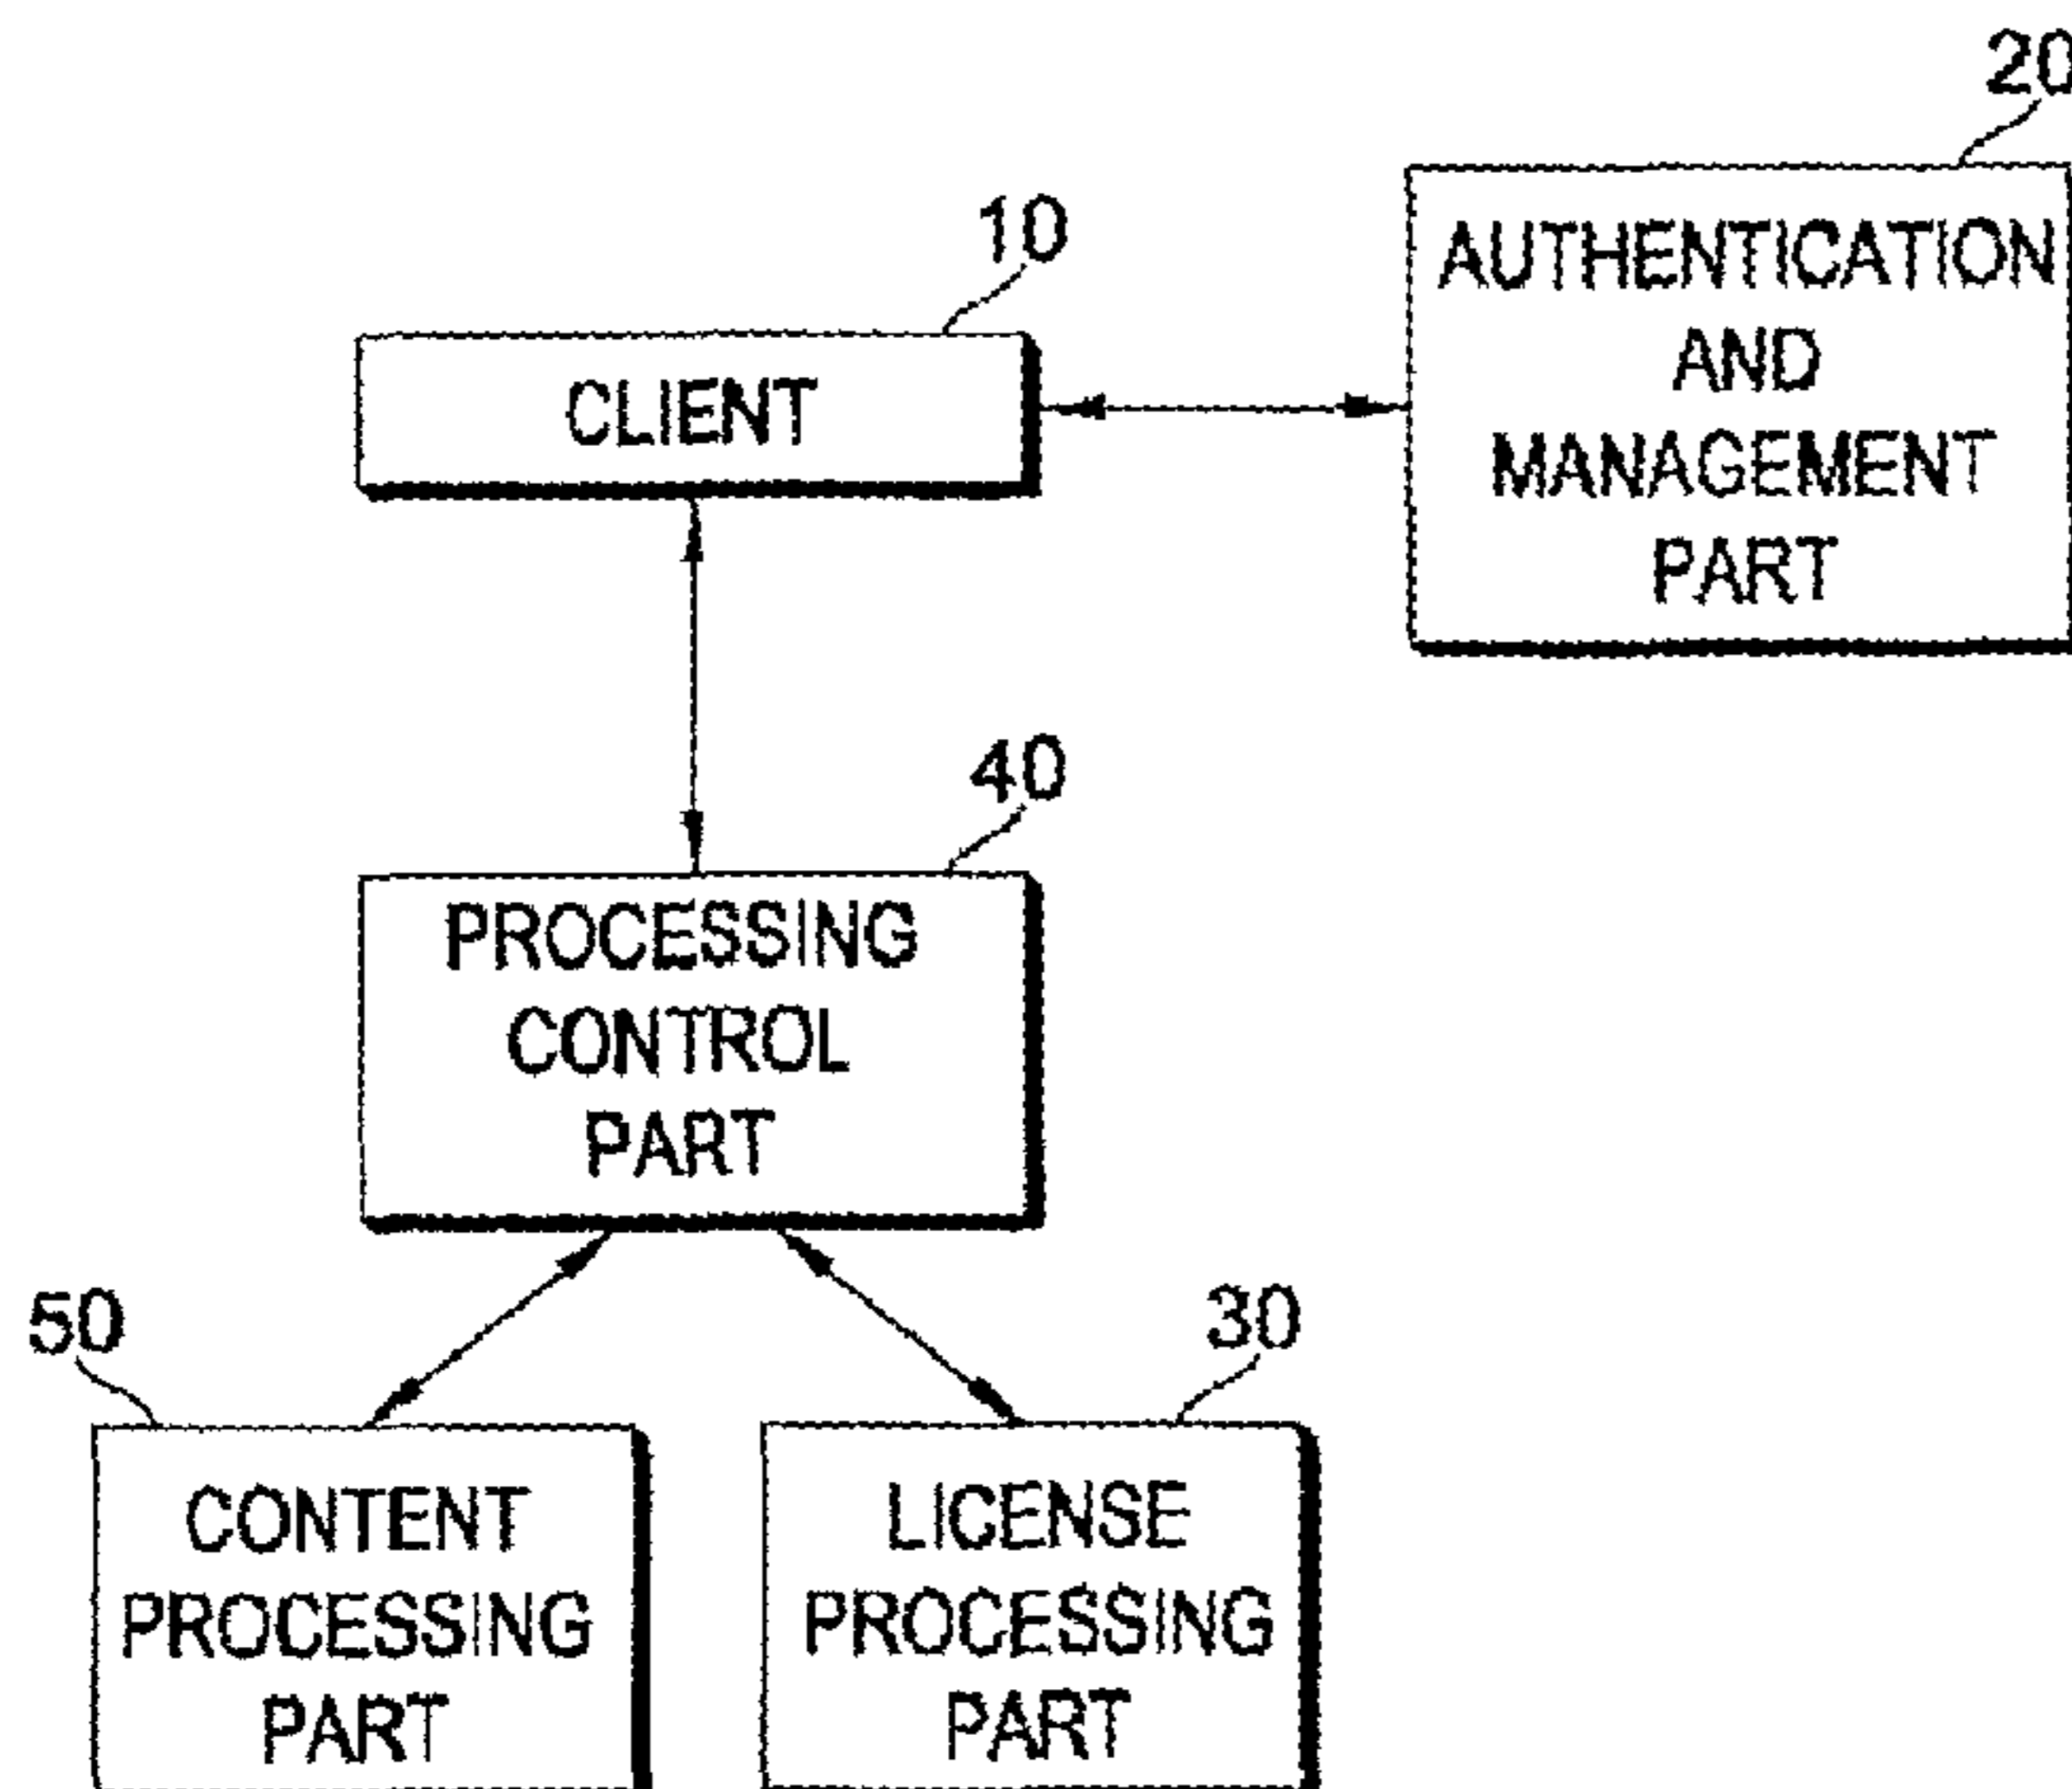 20
10
AUTHENTICATION
AND
MANAGEMENT
PART
CLIENT
40
PROCESSING
CONTROL
PART
50
30
CONTENT
PROCESSING
PART
LICENSE
PROCESSING
PART